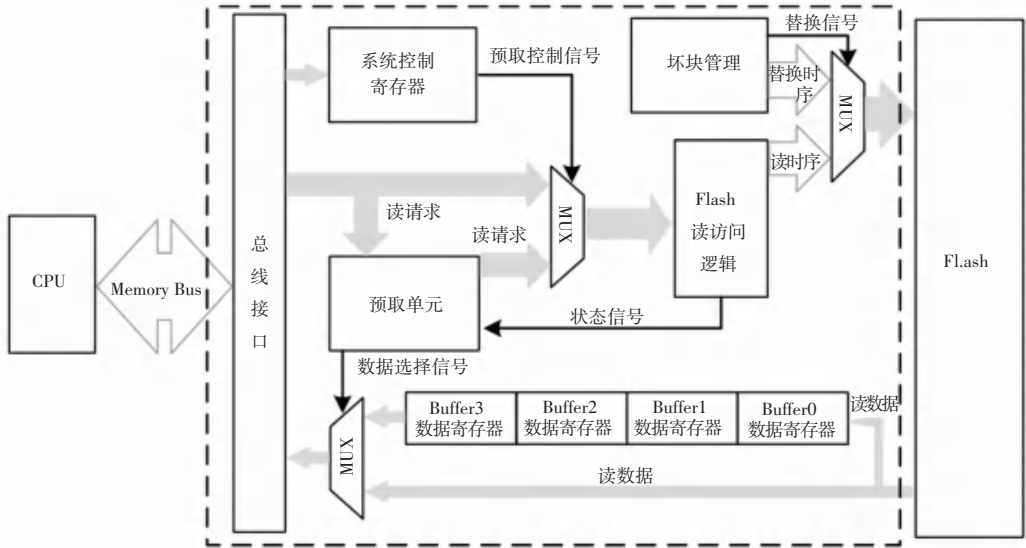 替换信号
系统控制
寄存器
预取控制信号
坏块管理
替换时
序
MUX
读时序
读请求
MUX
Flash
读访问
逻辑
读请求
CPU
Memory Bus
总
线
接
口
Fl.ash
预取单元
状态信号
数据选择信号
Buffer3
数据寄存器
Buffer2
数据寄存器
Buffer1
数据寄存器
Buffer0
数据寄存器
读数据
MUX
读数据